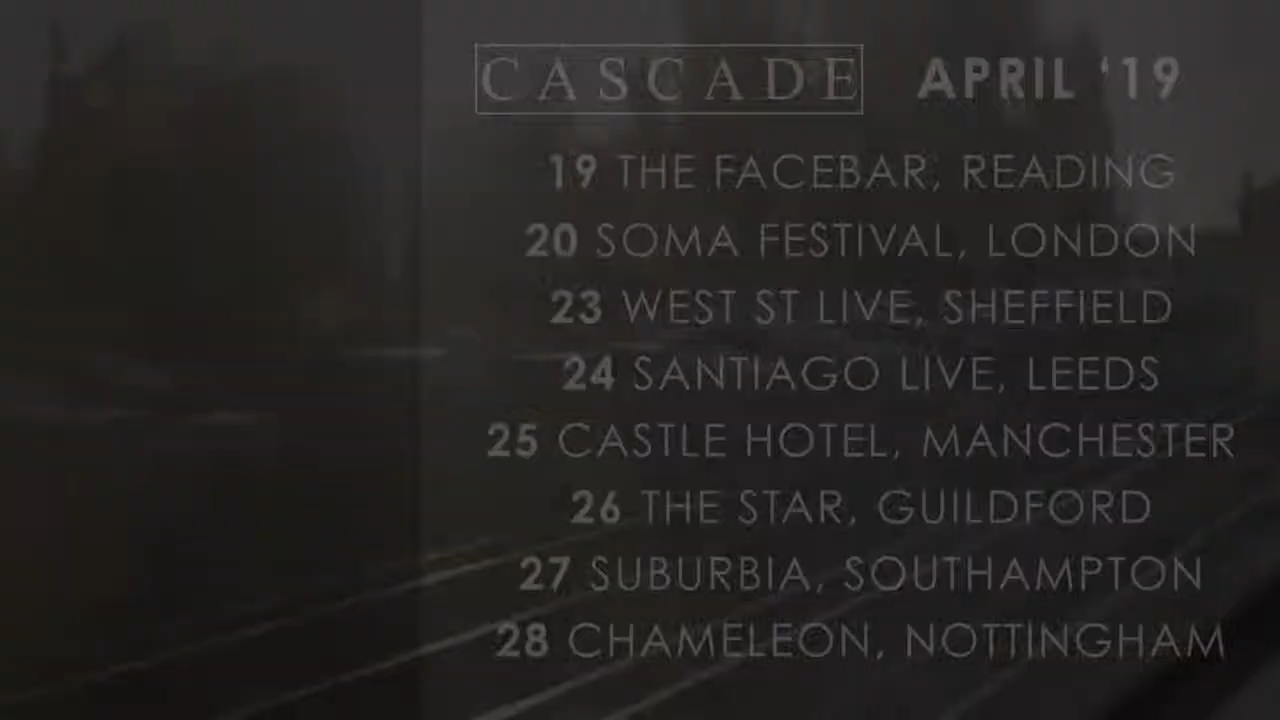 CASCADE APRIL ‘19
19 THE FACEBAR, READING
20 SOMA FESTIVAL, LONDON
23 WEST ST LIVE, SHEFFIELD
24 SANTIAGO LIVE, LEEDS
25 CASTLE HOTEL, MANCHESTER
26 THE STAR, GUILDFORD
27 SUBURBIA, SOUTHAMPTON
28 CHAMELEON, NOTTINGHAM